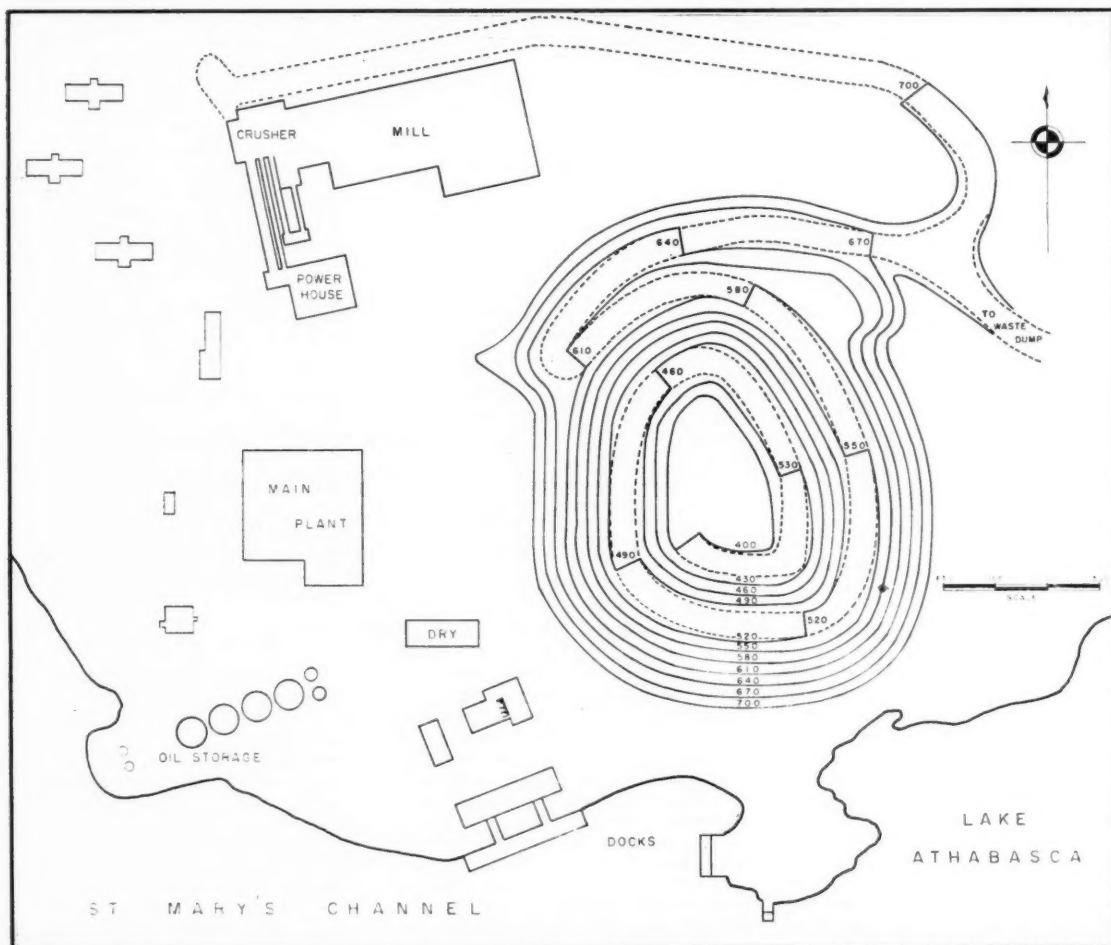 700
CRUSHER
MILL
640
670
POWER
HOUSE
580
TO
WASTE
DUMP
610
460
550
530
MAIN
PLANT
400
490
430
460
490
SCALE
520
DRY
520
550
580
610
640
670
700
OIL STORAGE
LAKE
DOCKS
ATHABASCA
ST MARY'S CHANNEL